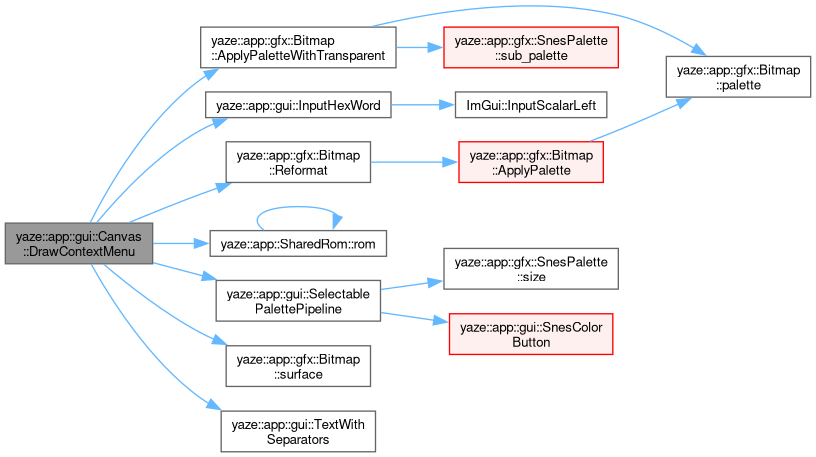 yaze::app::gui::Canvas
::DrawContextMenu
yaze::app::gfx::Bitmap
::ApplyPaletteWithTransparent
yaze::app::gfx::SnesPalette
::sub_palette
yaze::app::gfx::Bitmap
::palette
yaze::app::gui::InputHexWord
ImGui::InputScalarLeft
yaze::app::gfx::Bitmap
::Reformat
yaze::app::gfx::Bitmap
::ApplyPalette
yaze::app::SharedRom::rom
yaze::app::gui::Selectable
PalettePipeline
yaze::app::gfx::SnesPalette
::size
yaze::app::gui::SnesColor
Button
yaze::app::gfx::Bitmap
::surface
yaze::app::gui::TextWith
Separators